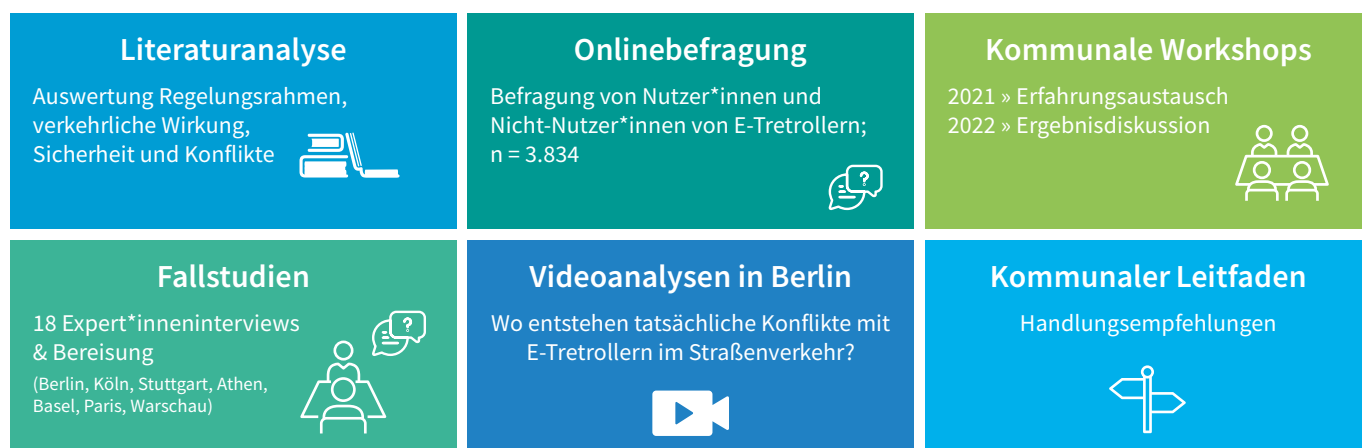 Literaturanalyse
Auswertung Regelungsrahmen,
verkehrliche Wirkung,
Sicherheit und Konflikte
Onlinebefragung
Befragung von Nutzer*innen und
Nicht-Nutzer*innen von E-Tretrollern;
n = 3.834
?
Kommunale Workshops
2021 » Erfahrungsaustausch
2022 » Ergebnisdiskussion
Fallstudien
18 Expert*inneninterviews
& Bereisung
(Berlin, Köln, Stuttgart, Athen,
Basel, Paris, Warschau)
?
Videoanalysen in Berlin
Wo entstehen tatsächliche Konflikte mit
E-Tretrollern im Straßenverkehr?
Kommunaler Leitfaden
Handlungsempfehlungen